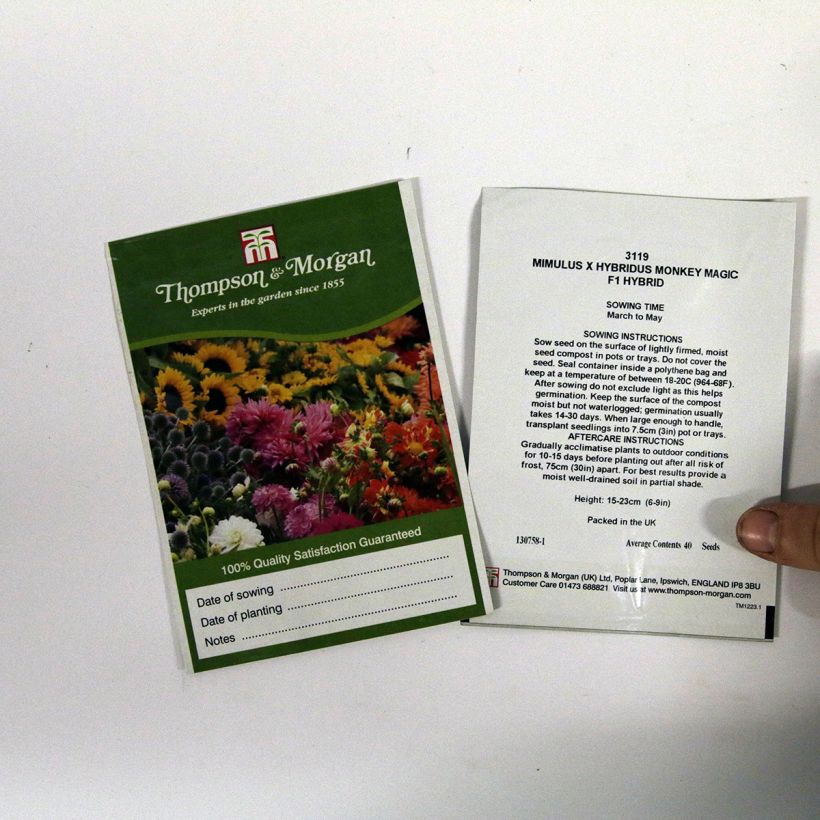 Thompson & Morgan
Experts in the garden since 1855
100% Quality Satisfaction Guaranteed
Date of sowing
Date of planting
Notes
3119
MIMULUS X HYBRIDUS MONKEY MAGIC
F1 HYBRID
SOWING TIME
March to May
SOWING INSTRUCTIONS
Sow seed on the surface of lightly firmed, moist
seed compost in pots or trays. Do not cover the
seed. Seal container inside a polythene bag and
keep at a temperature of between 18-20C (964-68F).
After sowing do not exclude light as this helps
germination. Keep the surface of the compost
moist but not waterlogged; germination usually
takes 14-30 days. When large enough to handle,
transplant seedlings into 7.5cm (3in) pot or trays.
AFTERCARE INSTRUCTIONS
Gradually acclimatise plants to outdoor conditions
for 10-15 days before planting out after all risk of
frost, 75cm (30in) apart. For best results provide a
moist well-drained soil in partial shade.
Height: 15-23cm (6-9in)
Packed in the UK
130758-1 Average Contents 40 Seeds
Thompson & Morgan (UK) Ltd, Poplar Lane, Ipswich, ENGLAND IP8 3BU
Customer Care 01473 688821 Visit us at www.thompson-morgan.com
TM1223.1